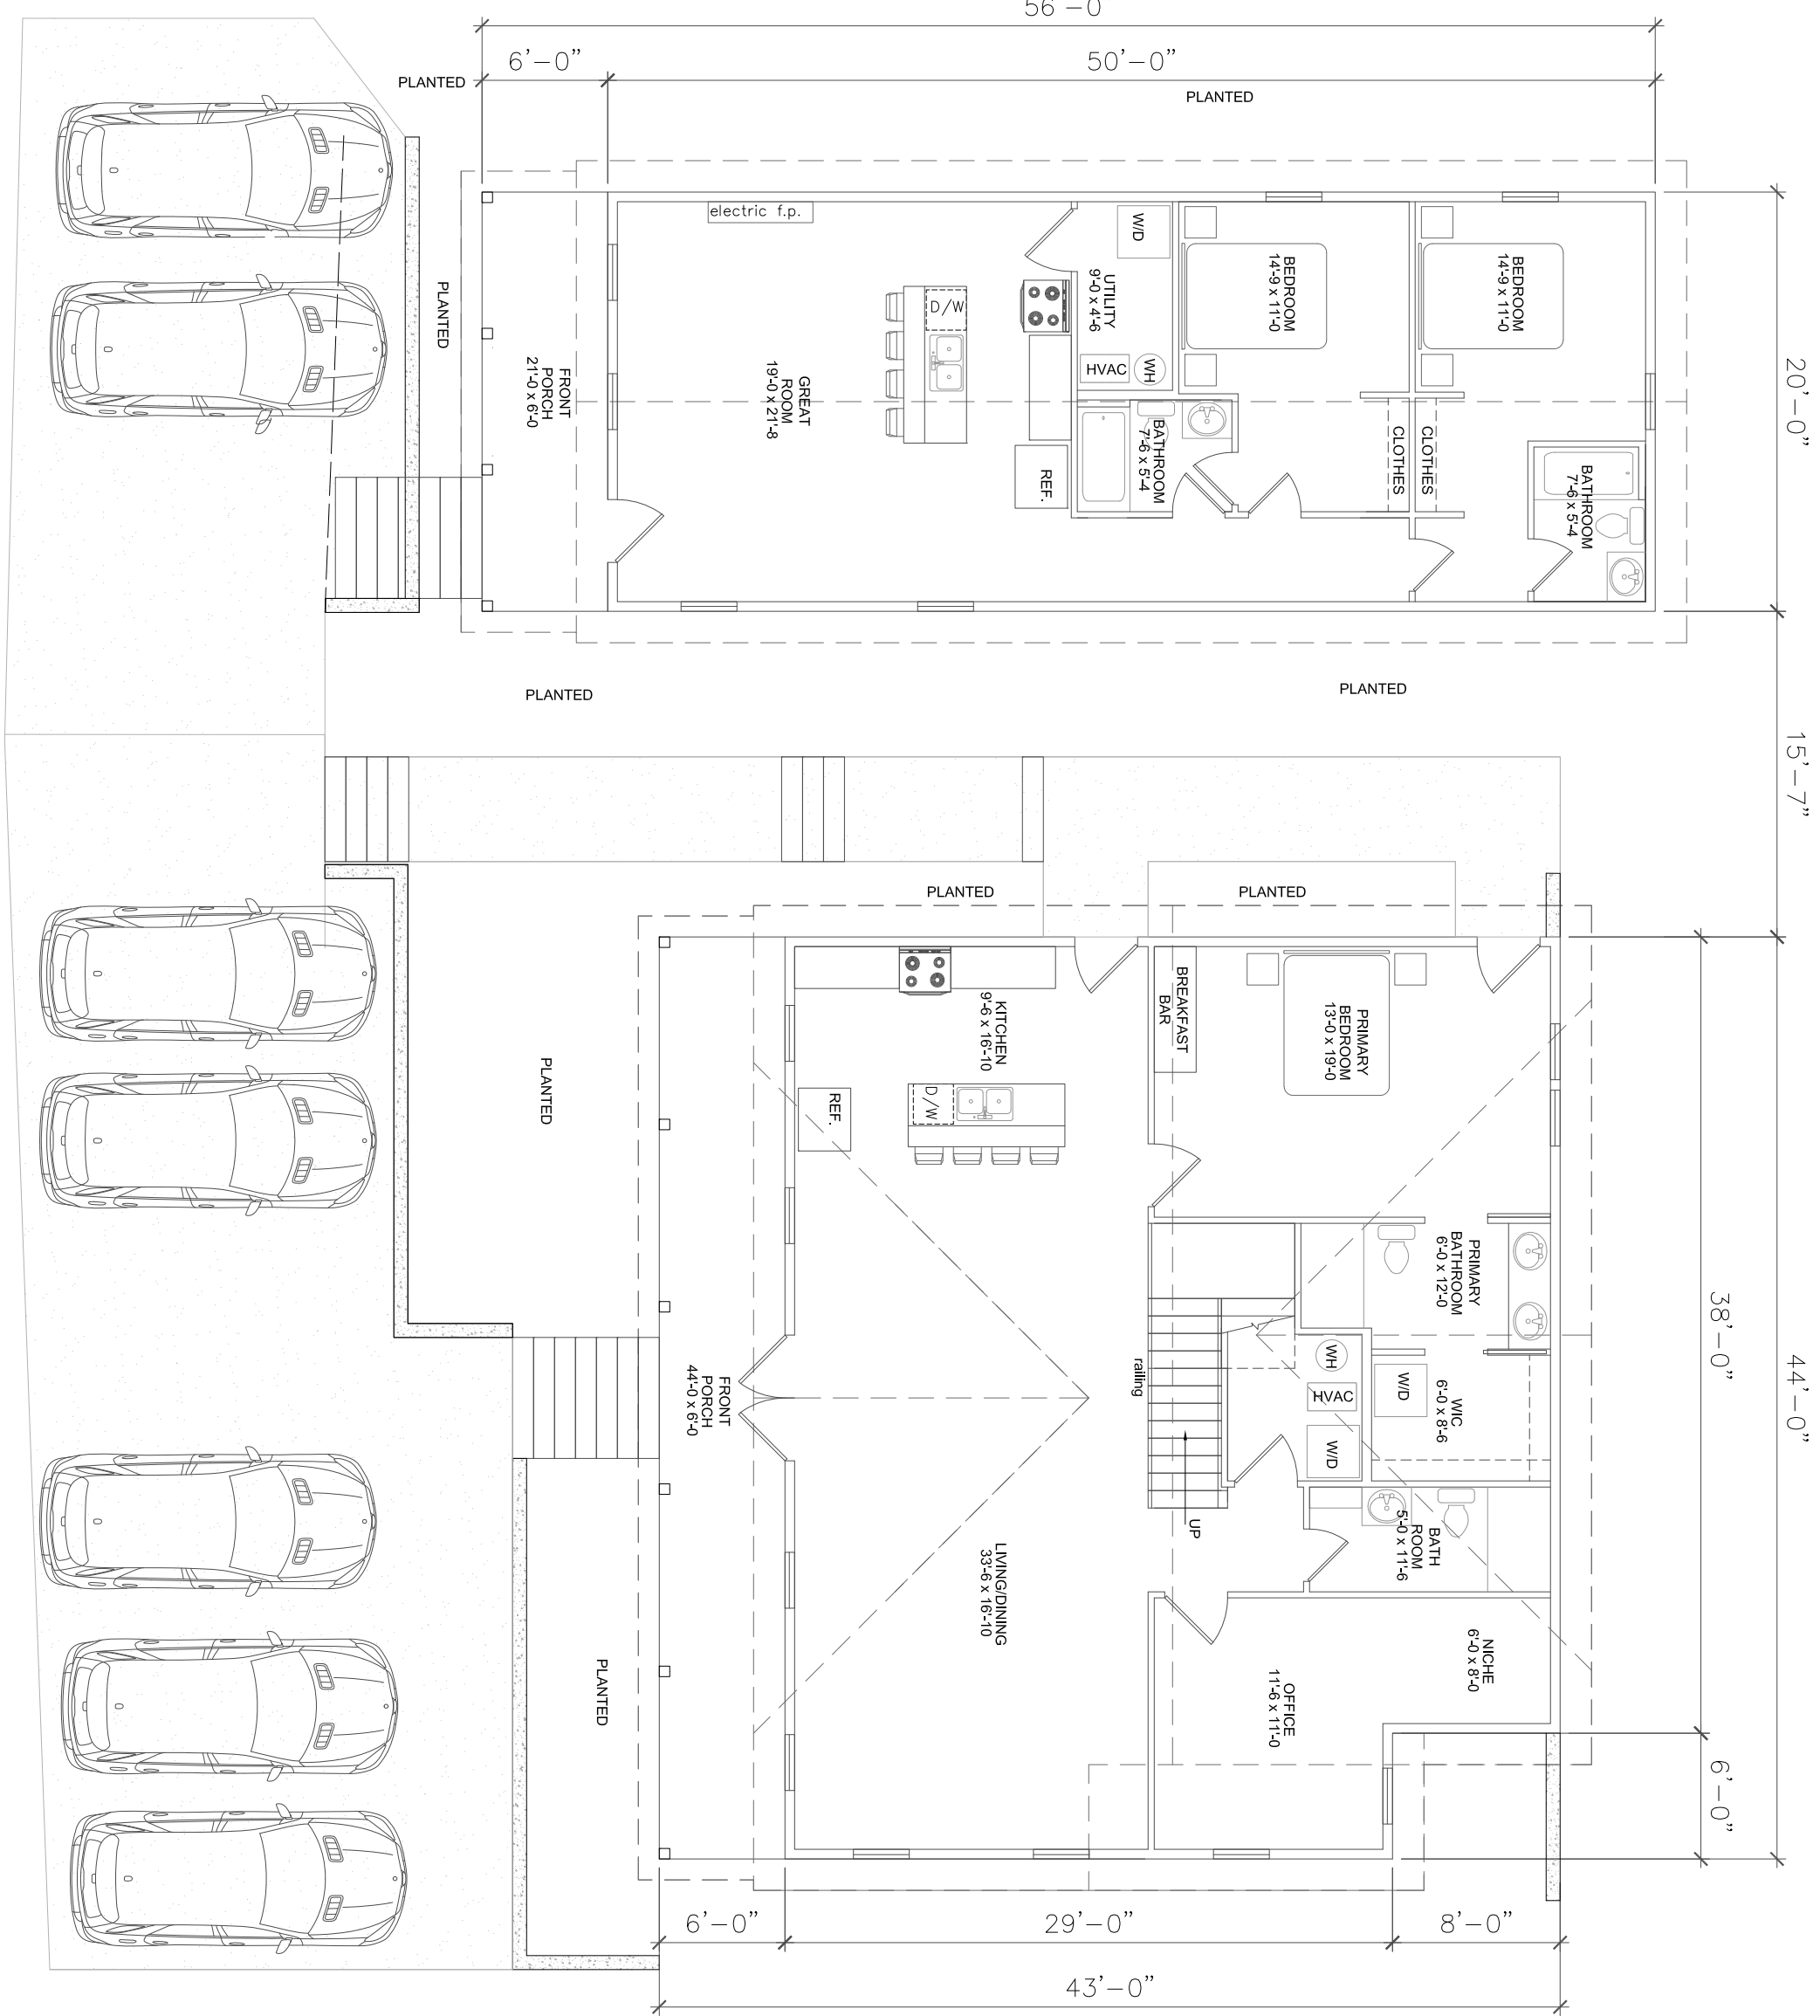 56'-0
6'-0"
50'-0"
PLANTED
PLANTED
electric f.p.
W/D
UTILITY
9'-0 x 4'-6
BEDROOM
14'-9 x 11'-0
BEDROOM
14'-9 x 11'-0
D/W
PLANTED
HVAC
WH
FRONT
PORCH
21'-0 x 6'-0
GREAT
ROOM
19'-0 x 21'-8
20'-0"
REF.
BATHROOM
7'-6 x 5'-4
CLOTHES
CLOTHES
BATHROOM
7'-6 x 5'-4
PLANTED
PLANTED
15'-7"
PLANTED
PLANTED
KITCHEN
9'-6 x 16'-10
BREAKFAST
BAR
PRIMARY
BEDROOM
13'-0 x 19'-0
PLANTED
REF.
D/W
PRIMARY
BATHROOM
6'-0 x 12'-0
38'-0"
44'-0"
FRONT
PORCH
44'-0 x 6'-0
railing
WH
HVAC
W/D
W/D
WIC
6'-0 x 8'-6
UP
BATH
ROOM
5'-0 x 11'-6
LIVING/DINING
33'-6 x 16'-10
NICHE
6'-0 x 8'-0
PLANTED
OFFICE
11'-6 x 11'-0
6'-0"
6'-0"
29'-0"
8'-0"
43'-0"